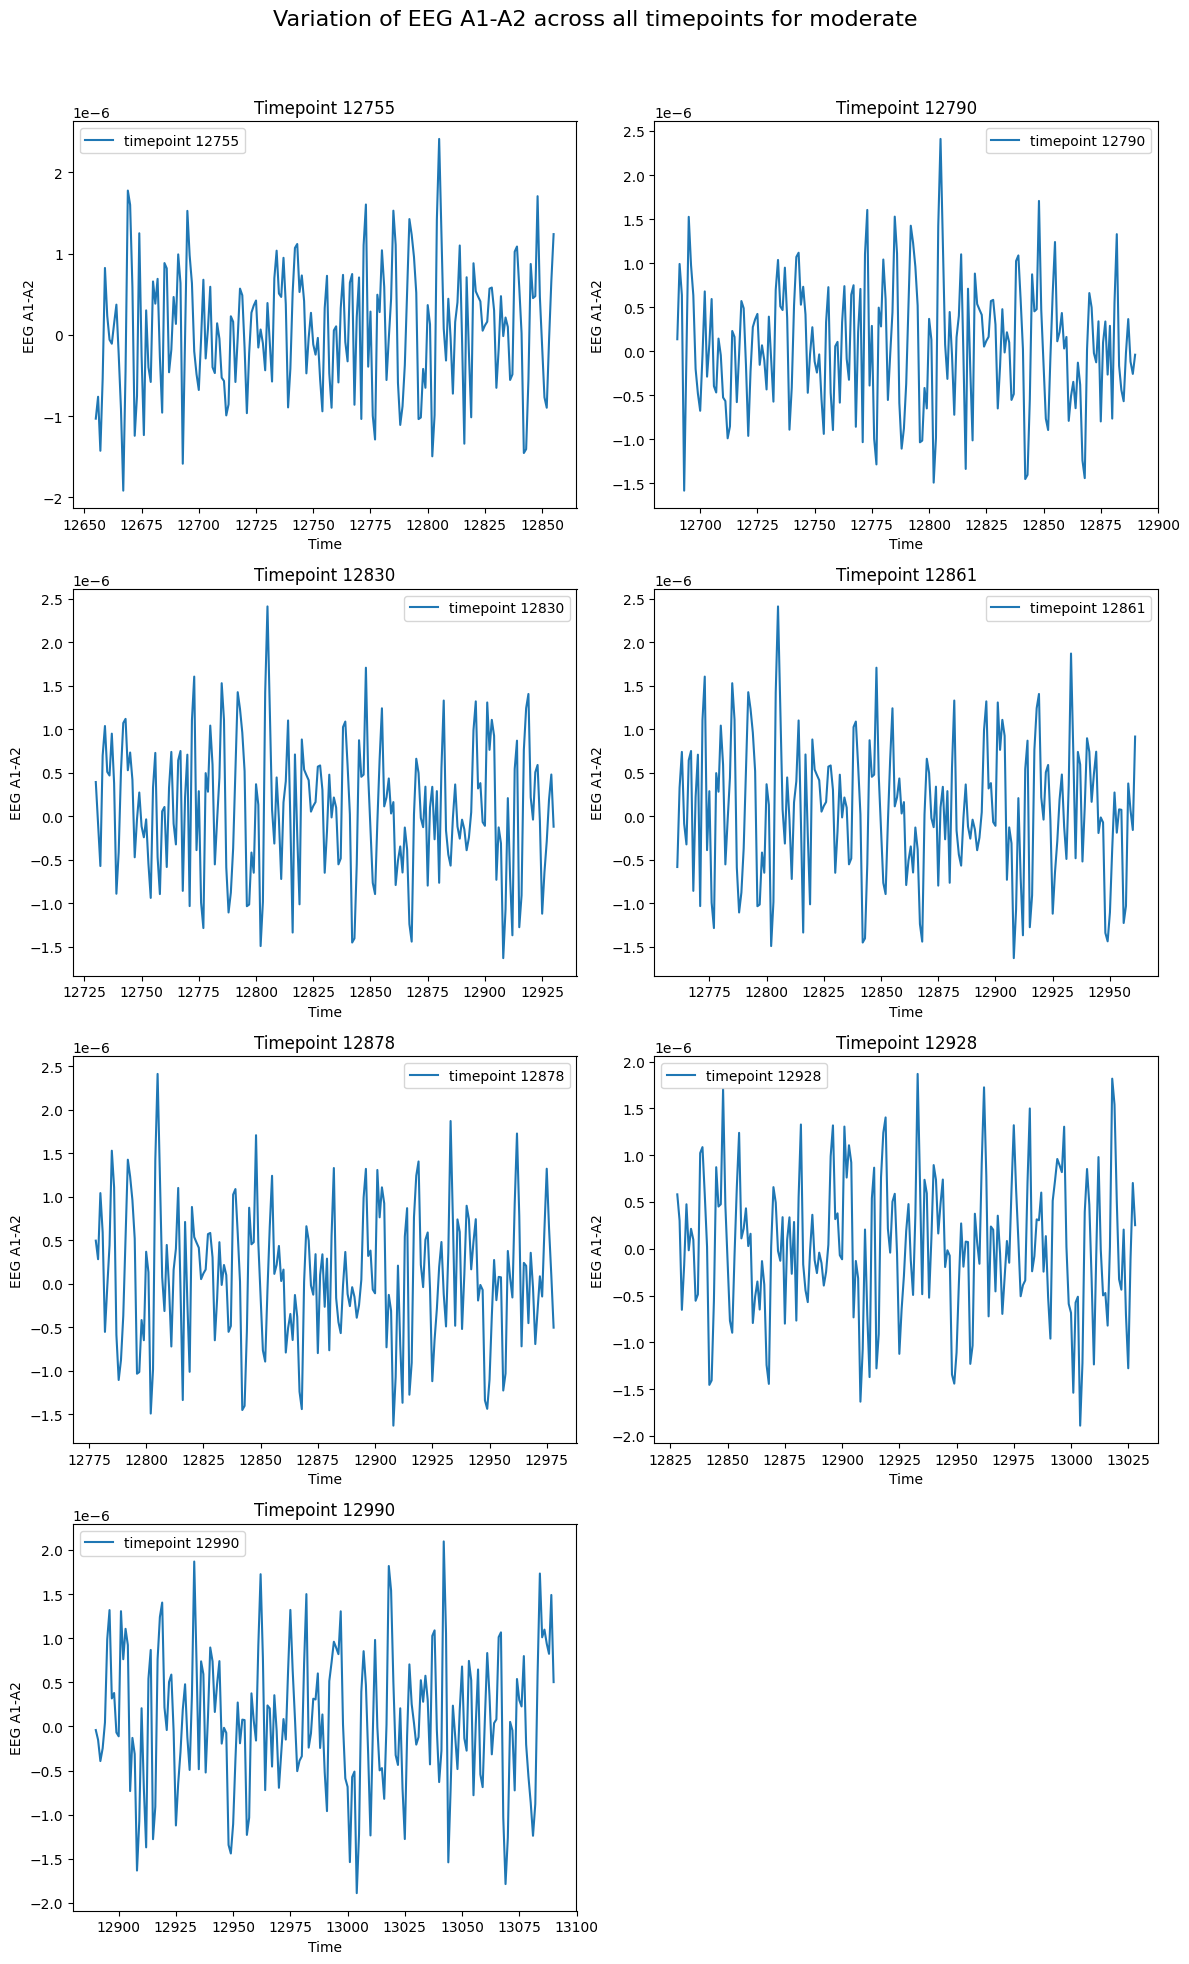 Variation of EEG A1-A2 across all timepoints for moderate
Timepoint 12755
1e−6
timepoint 12755
EEG A1-A2
2
1
0
−1
−2
12650 12675 12700 12725 12750 12775 12800 12825 12850
Time
Timepoint 12790
1e−6
timepoint 12790
EEG A1-A2
2.5
2.0
1.5
1.0
0.5
0.0
−0.5
−1.0
−1.5
12700 12725 12750 12775 12800 12825 12850 12875 12900
Time
Timepoint 12830
1e−6
timepoint 12830
EEG A1-A2
2.5
2.0
1.5
1.0
0.5
0.0
−0.5
−1.0
−1.5
12725 12750 12775 12800 12825 12850 12875 12900 12925
Time
Timepoint 12861
1e−6
timepoint 12861
EEG A1-A2
2.5
2.0
1.5
1.0
0.5
0.0
−0.5
−1.0
−1.5
12775 12800 12825 12850 12875 12900 12925 12950
Time
Timepoint 12878
1e−6
timepoint 12878
EEG A1-A2
2.5
2.0
1.5
1.0
0.5
0.0
−0.5
−1.0
−1.5
12775 12800 12825 12850 12875 12900 12925 12950 12975
Time
Timepoint 12928
1e−6
timepoint 12928
EEG A1-A2
2.0
1.5
1.0
0.5
0.0
−0.5
−1.0
−1.5
−2.0
12825 12850 12875 12900 12925 12950 12975 13000 13025
Time
Timepoint 12990
1e−6
timepoint 12990
EEG A1-A2
2.0
1.5
1.0
0.5
0.0
−0.5
−1.0
−1.5
−2.0
12900 12925 12950 12975 13000 13025 13050 13075 13100
Time